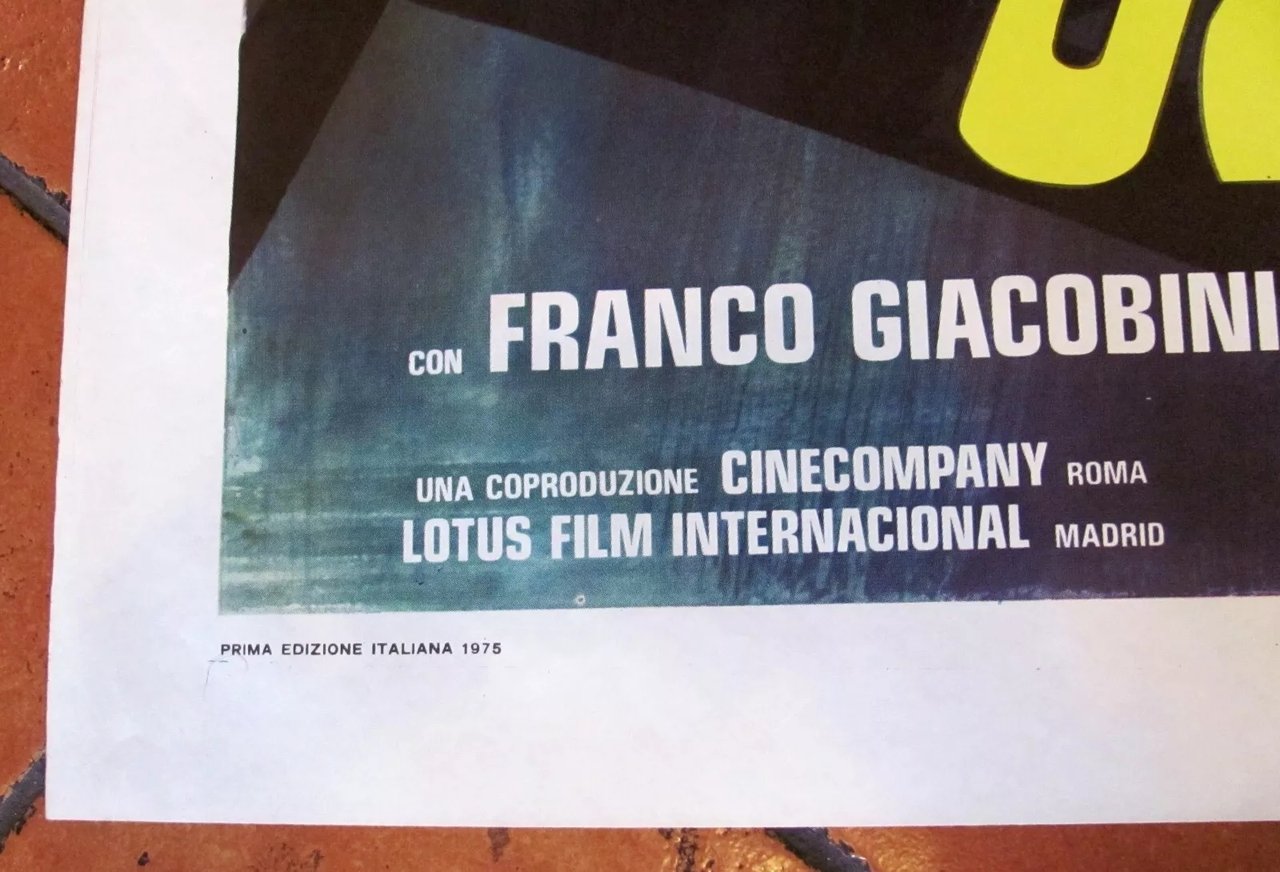 CON FRANCO GIACOBINI
UNA COPRODUZIONE CINECOMPANY ROMA
LOTUS FILM INTERNACIONAL MADRID
PRIMA EDIZIONE ITALIANA 1975